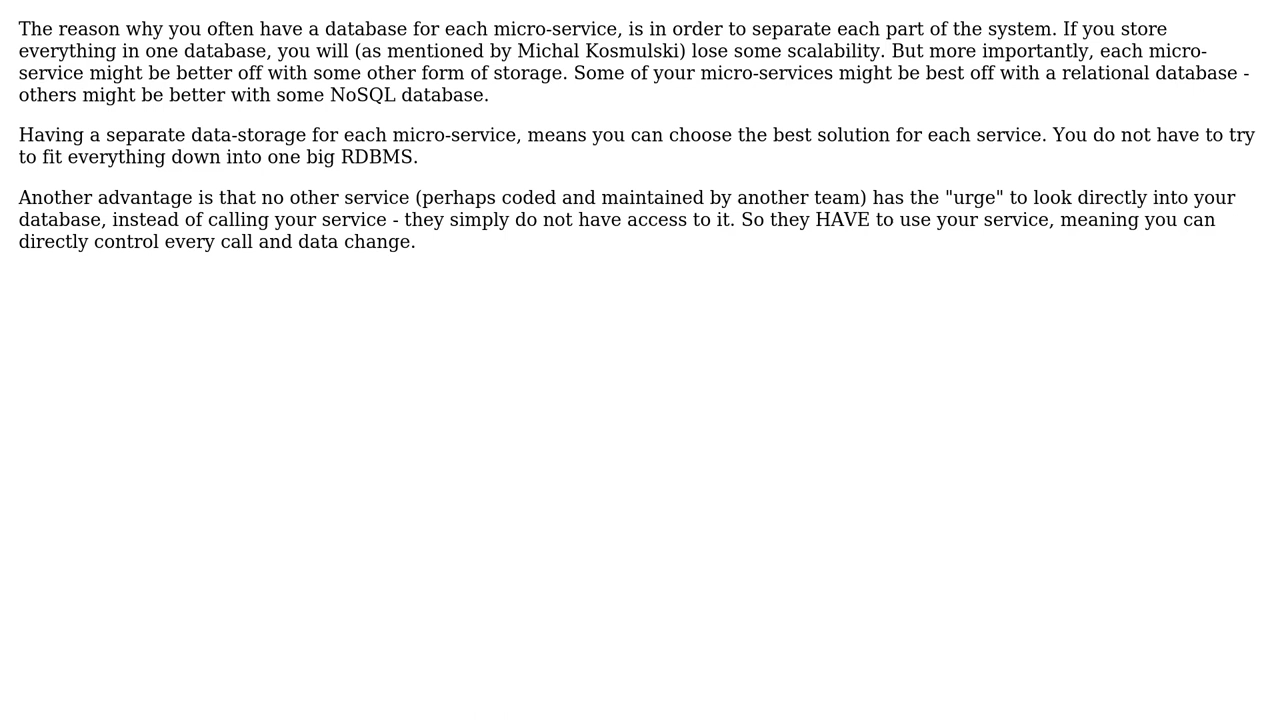 The reason why you often have a database for each micro-service, is in order to separate each part of the system. If you store
everything in one database, you will (as mentioned by Michal Kosmulski) lose some scalability. But more importantly, each micro-
service might be better off with some other form of storage. Some of your micro-services might be best off with a relational database -
others might be better with some NoSQL database.
Having a separate data-storage for each micro-service, means you can choose the best solution for each service. You do not have to try
to fit everything down into one big RDBMS.
Another advantage is that no other service (perhaps coded and maintained by another team) has the "urge" to look directly into your
database, instead of calling your service - they simply do not have access to it. So they HAVE to use your service, meaning you can
directly control every call and data change.